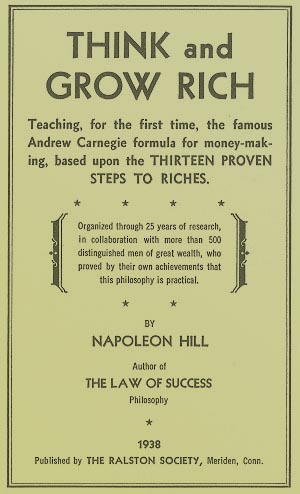 THINK and
GROW RICH
Teaching, for the first time, the famous
Andrew Carnegie formula for money-mak-
ing, based upon the THIRTEEN PROVEN
STEPS TO RICHES.
* * * *
Organized through 25 years of research,
in collaboration with more than 500
distinguished men of great wealth, who
proved by their own achievements that
this philosophy is practical.
* *
BY
NAPOLEON HILL
Author of
THE LAW OF SUCCESS
Philosophy
*
1938
Published by THE RALSTON SOCIETY, Meriden, Conn.